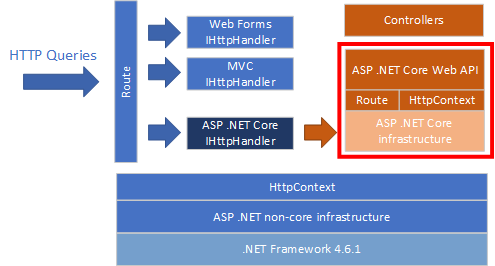 HTTP Queries
Route
Web Forms
IHttpHandler
MVC
IHttpHandler
ASP .NET Core
IHttpHandler
Controllers
ASP .NET Core Web API
Route
HttpContext
ASP .NET Core
infrastructure
HttpContext
ASP .NET non-core infrastructure
.NET Framework 4.6.1